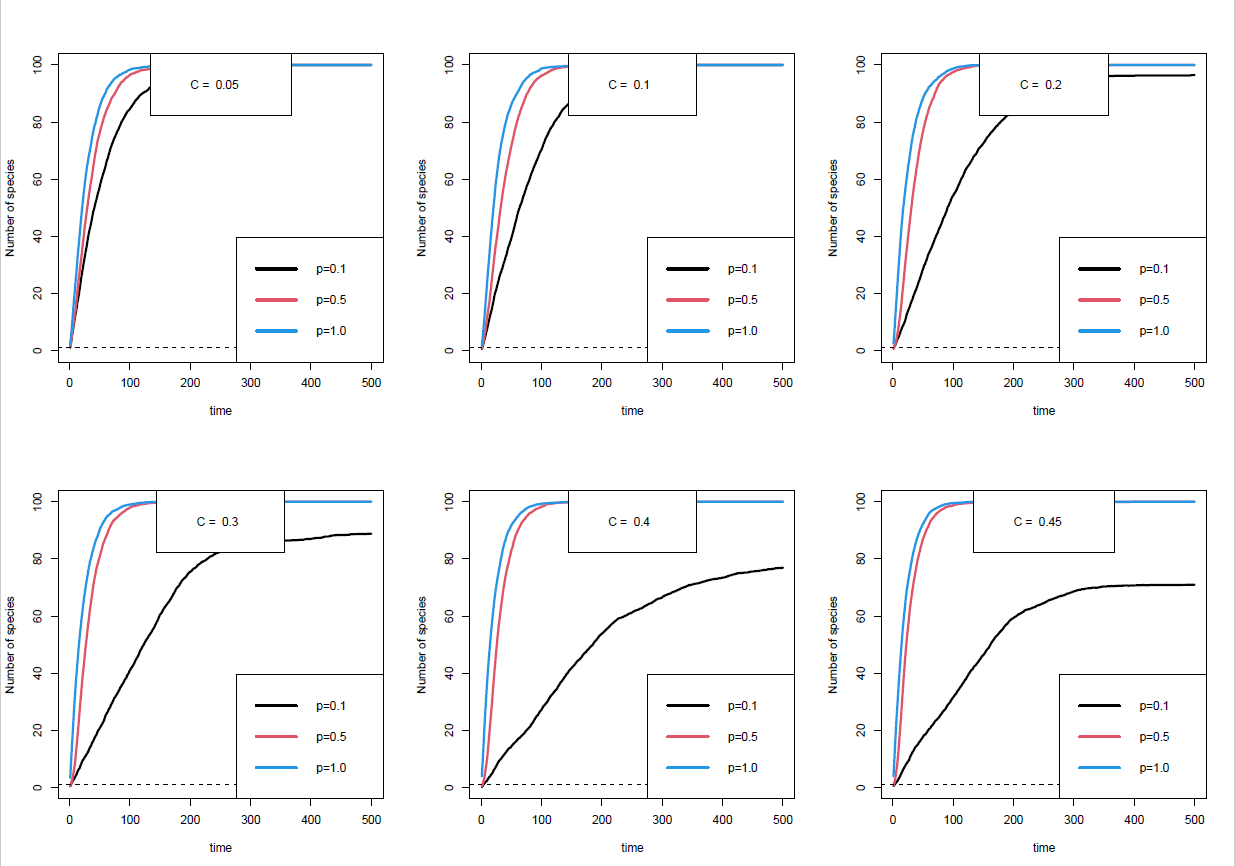 C = 0.05
Number of species
100
80
60
40
20
0
p=0.1
p=0.5
p=1.0
0 100 200 300 400 500
time
C = 0.1
Number of species
100
80
60
40
20
0
p=0.1
p=0.5
p=1.0
0 100 200 300 400 500
time
C = 0.2
Number of species
100
80
60
40
20
0
p=0.1
p=0.5
p=1.0
0 100 200 300 400 500
time
C = 0.3
Number of species
100
80
60
40
20
0
p=0.1
p=0.5
p=1.0
0 100 200 300 400 500
time
C = 0.4
Number of species
100
80
60
40
20
0
p=0.1
p=0.5
p=1.0
0 100 200 300 400 500
time
C = 0.45
Number of species
100
80
60
40
20
0
p=0.1
p=0.5
p=1.0
0 100 200 300 400 500
time